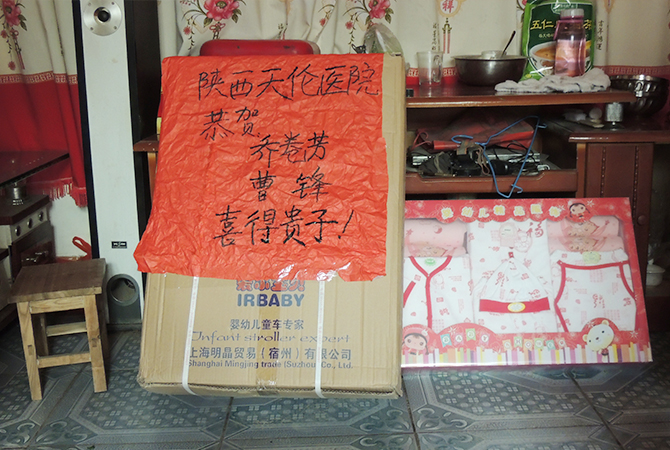 陕西天伦医院
恭贺
乔卷芳
曹锋
喜得贵子!
IRBABY
婴幼儿童车专家
Infant stroller expert
上海明晶贸易(宿州)有限公司
Shanghai Mingjing trade (Suzhou) Co., Ltd.
五仁